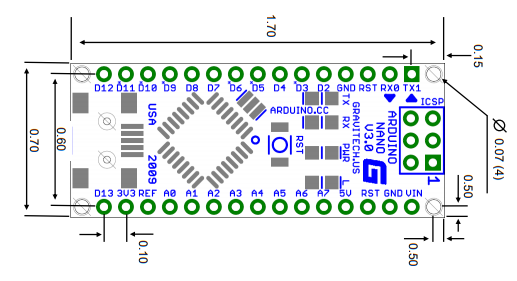 1.70
0.15
D12 D11 D10 D9 D8 D7 D6 D5 D4 D3 D2 GND RST RX0 TX1
ICSP
TX
RX
PWR
L
ARDUINO.CC
RST
USA
2009
GRAVITECH.US
ARDUINO
NANO
V3.0
G
1
D13 3V3 REF A0 A1 A2 A3 A4 A5 A6 A7 5V RST GND VIN
0.70
0.60
Ø 0.07 (4)
0.50
0.50
0.10